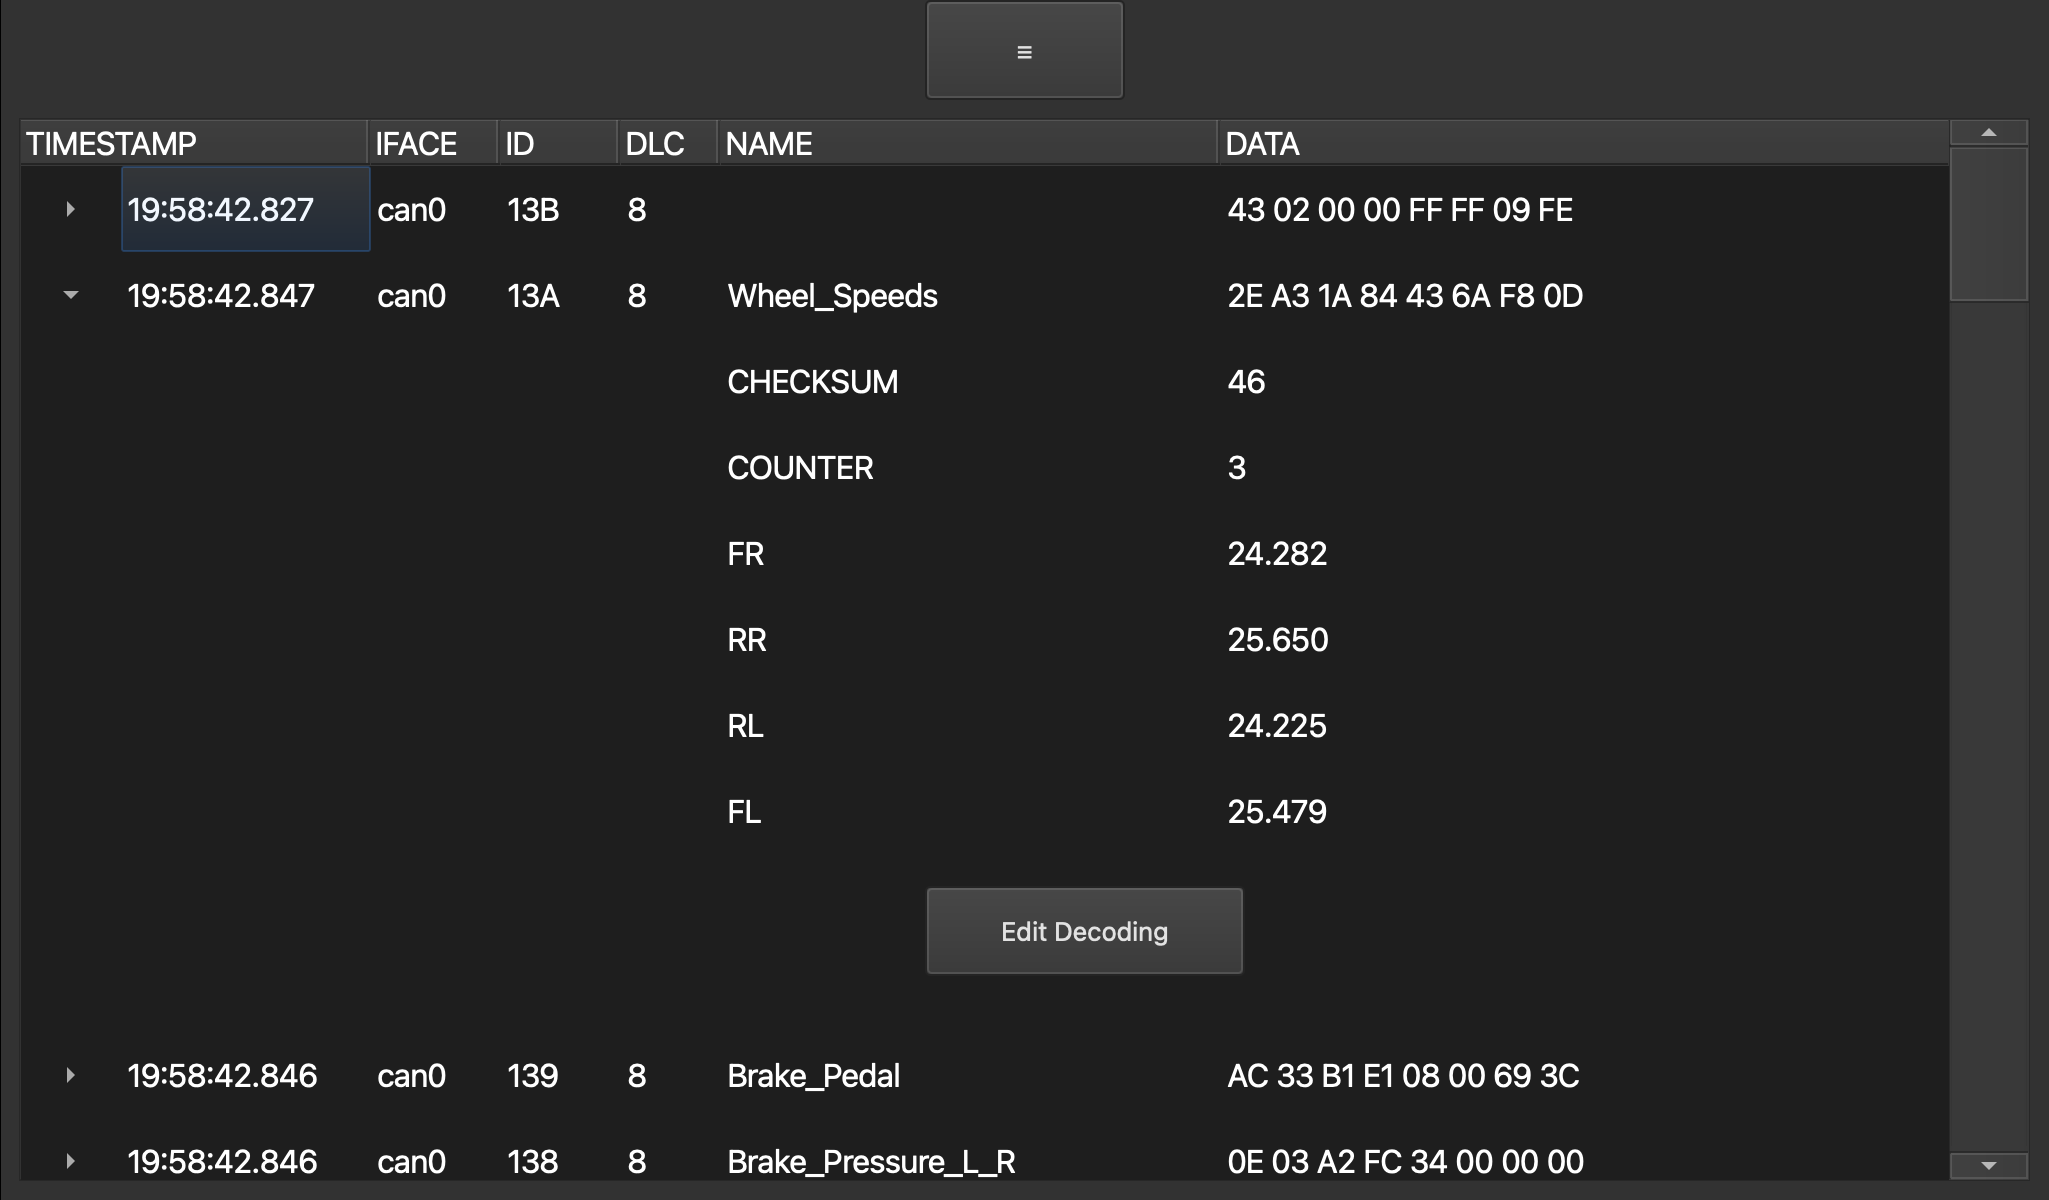 ≡
TIMESTAMP IFACE ID DLC NAME DATA
19:58:42.827 can0 13B 8 43 02 00 00 FF FF 09 FE
19:58:42.847 can0 13A 8 Wheel_Speeds 2E A3 1A 84 43 6A F8 0D
CHECKSUM 46
COUNTER 3
FR 24.282
RR 25.650
RL 24.225
FL 25.479
Edit Decoding
19:58:42.846 can0 139 8 Brake_Pedal AC 33 B1 E1 08 00 69 3C
19:58:42.846 can0 138 8 Brake_Pressure_L_R 0E 03 A2 FC 34 00 00 00